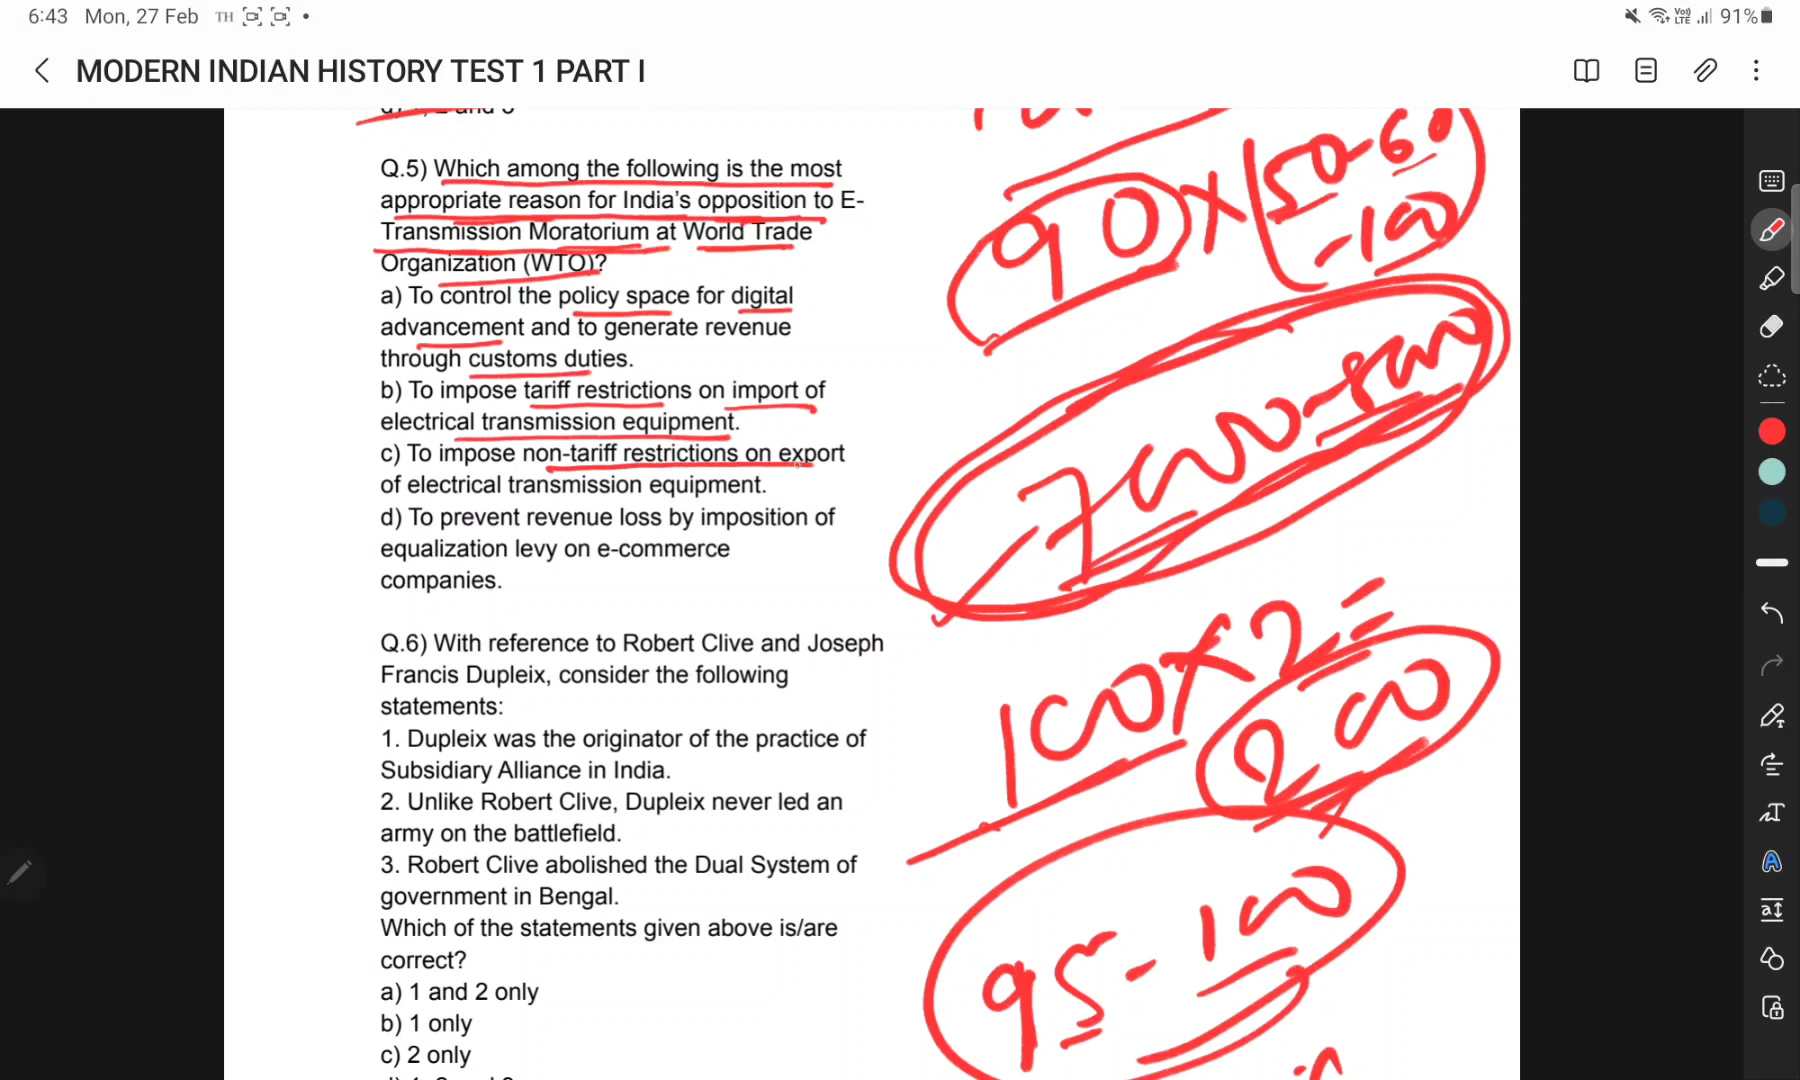 6:43 Mon, 27 Feb TH
Vo)) LTE 91%
MODERN INDIAN HISTORY TEST 1 PART I
Q.5) Which among the following is the most
appropriate reason for India's opposition to E-
Transmission Moratorium at World Trade
Organization (WTO)?
a) To control the policy space for digital
advancement and to generate revenue
through customs duties.
b) To impose tariff restrictions on import of
electrical transmission equipment.
c) To impose non-tariff restrictions on export
of electrical transmission equipment.
d) To prevent revenue loss by imposition of
equalization levy on e-commerce
companies.
Q.6) With reference to Robert Clive and Joseph
Francis Dupleix, consider the following
statements:
1. Dupleix was the originator of the practice of
Subsidiary Alliance in India.
2. Unlike Robert Clive, Dupleix never led an
army on the battlefield.
3. Robert Clive abolished the Dual System of
government in Bengal.
Which of the statements given above is/are
correct?
a) 1 and 2 only
b) 1 only
c) 2 only
90 x (50-60
-100)
7000-8000
100 x 2 =
200
95-100